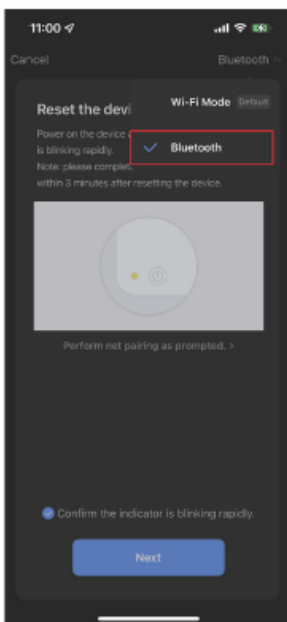 11:00
Cancel
Bluetooth
Wi-Fi Mode Default
Bluetooth
Reset the devi
Power on the device
is blinking rapidly.
Note: please complet
within 3 minutes after resetting the device.
Perform net pairing as prompted. >
Confirm the indicator is blinking rapidly.
Next